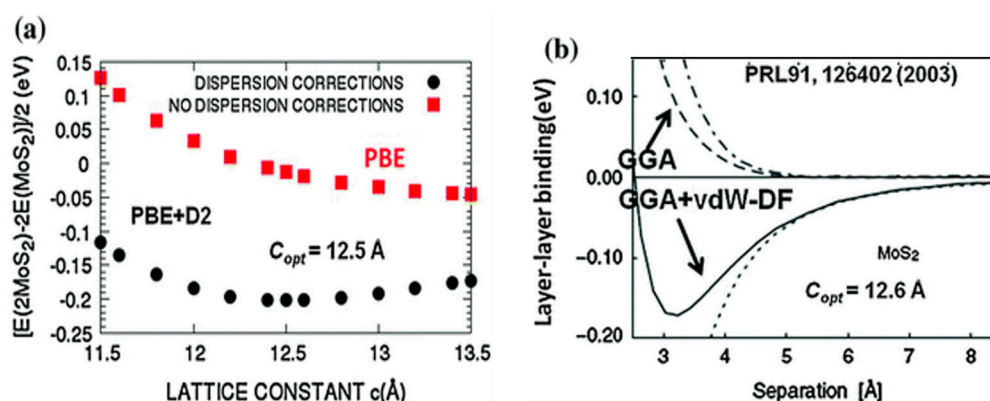 (a)
[E(2MoS₂)-2E(MoS₂)]/2 (eV)
0.15
0.1
0.05
0
-0.05
-0.1
-0.15
-0.2
-0.25
DISPERSION CORRECTIONS
NO DISPERSION CORRECTIONS
PBE
PBE+D2
C_opt = 12.5 Å
11.5
12
12.5
13
13.5
LATTICE CONSTANT c(Å)
(b)
Layer-layer binding(eV)
0.10
0.00
-0.10
-0.20
PRL91, 126402 (2003)
GGA
GGA+vdW-DF
MoS₂
C_opt = 12.6 Å
3
4
5
6
7
8
Separation [Å]